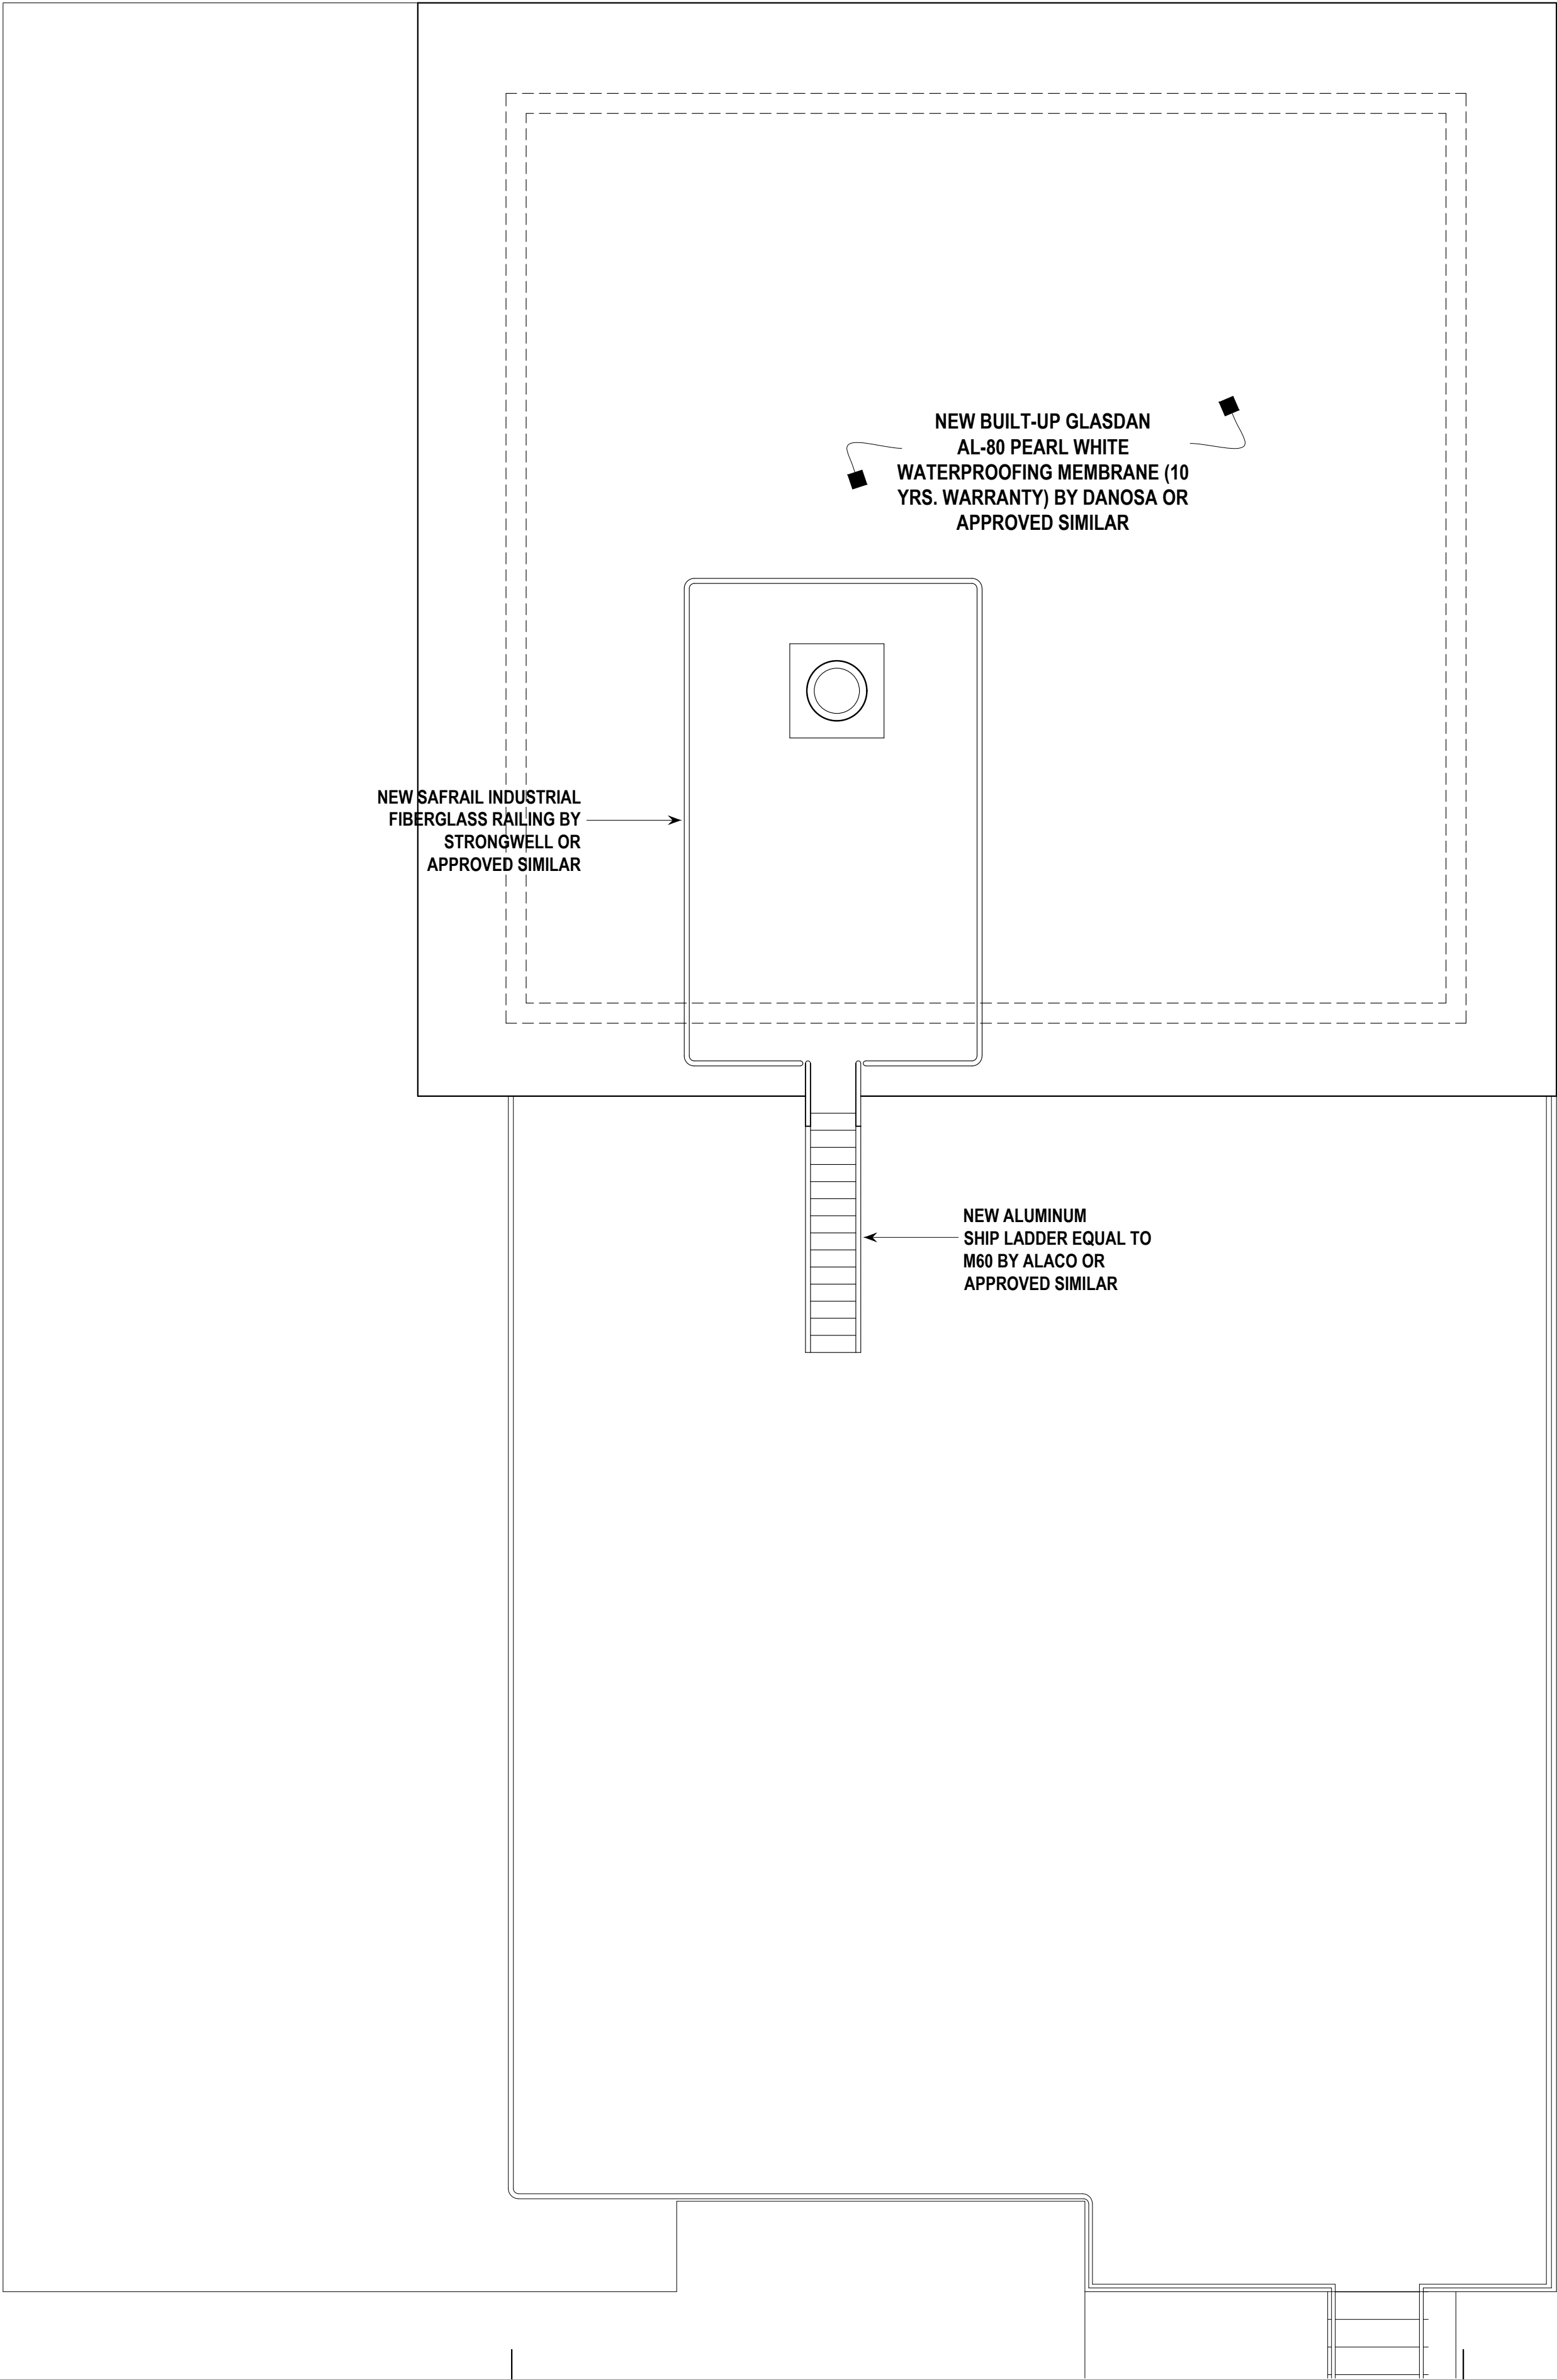 NEW BUILT-UP GLASDAN
AL-80 PEARL WHITE
WATERPROOFING MEMBRANE (10
YRS. WARRANTY) BY DANOSA OR
APPROVED SIMILAR
NEW SAFRAIL INDUSTRIAL
FIBERGLASS RAILING BY
STRONGWELL OR
APPROVED SIMILAR
NEW ALUMINUM
SHIP LADDER EQUAL TO
M60 BY ALACO OR
APPROVED SIMILAR